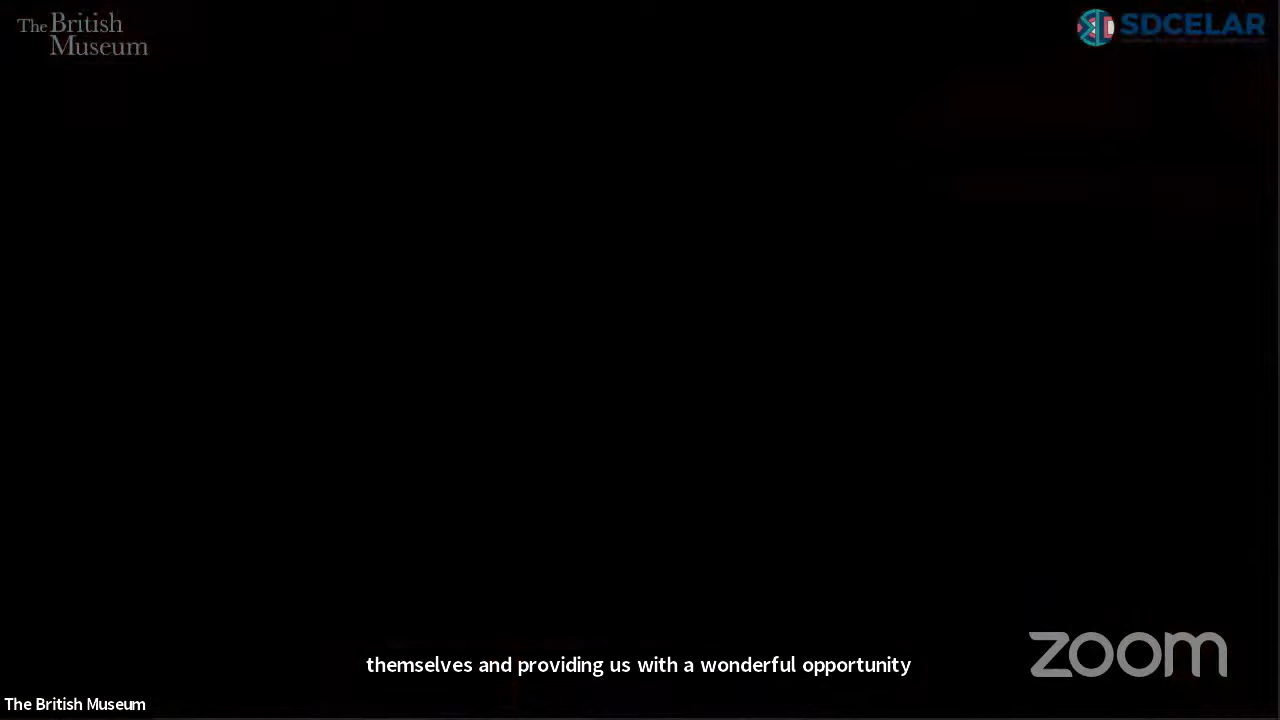 The British
Museum
SDCELAR
themselves and providing us with a wonderful opportunity
zoom
The British Museum